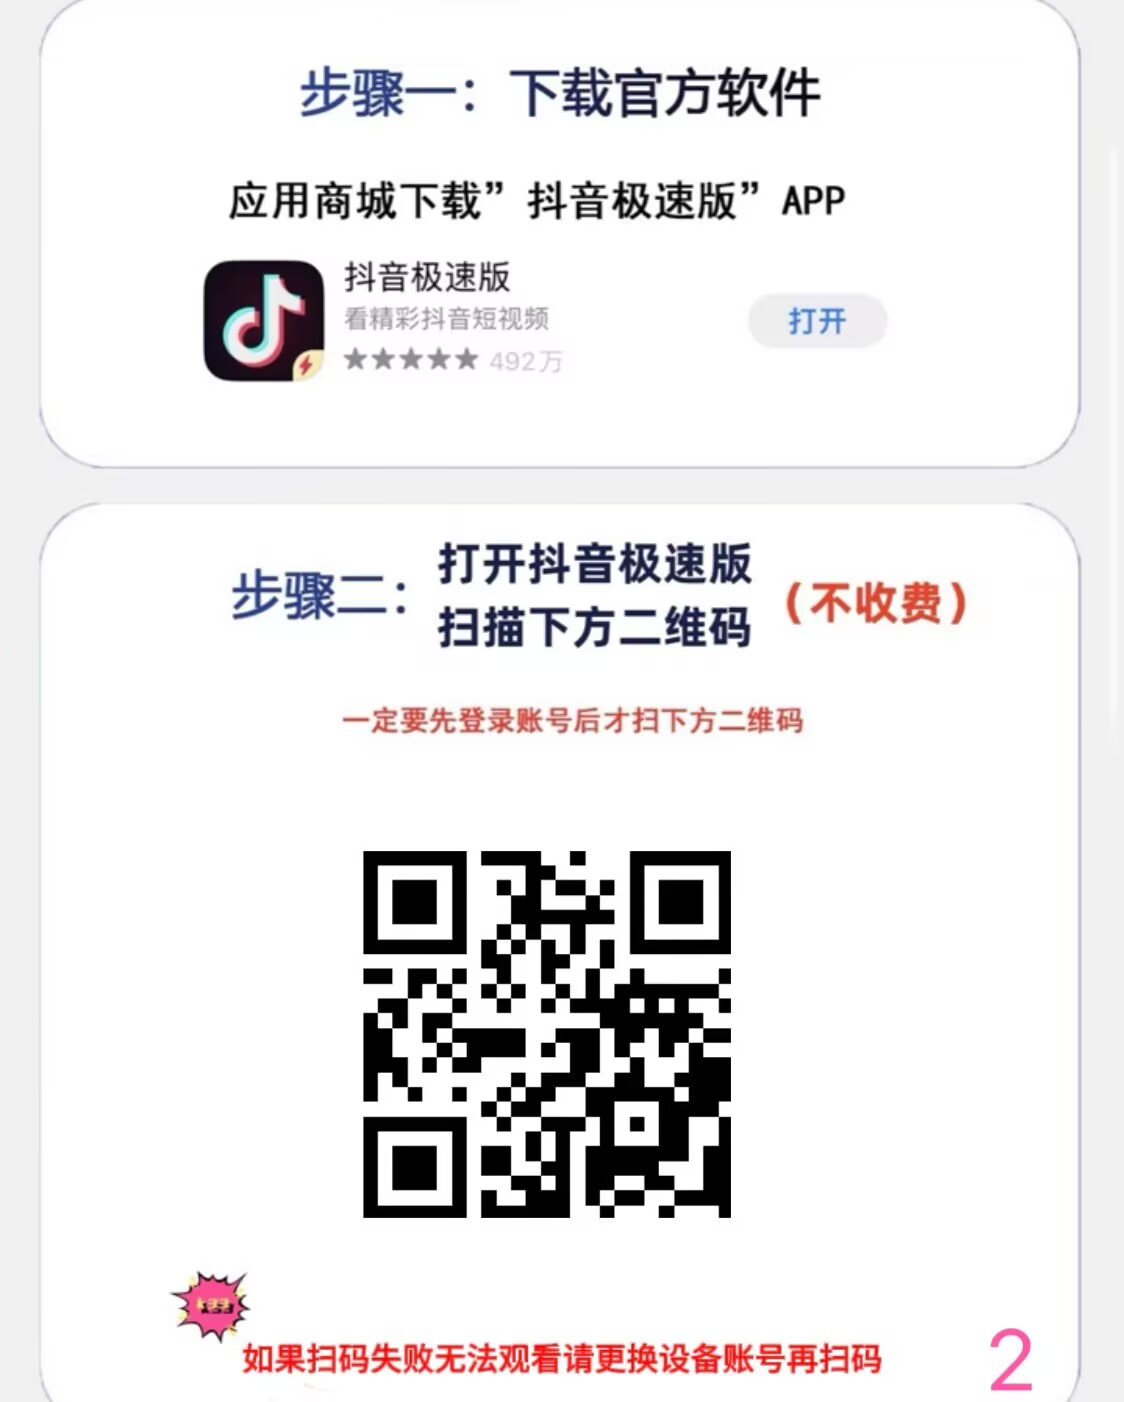 步骤一：下载官方软件
应用商城下载”抖音极速版”APP
抖音极速版
看精彩抖音短视频
★★★★★ 492万
打开
步骤二：
打开抖音极速版
扫描下方二维码
（不收费）
一定要先登录账号后才扫下方二维码
如果扫码失败无法观看请更换设备账号再扫码
2